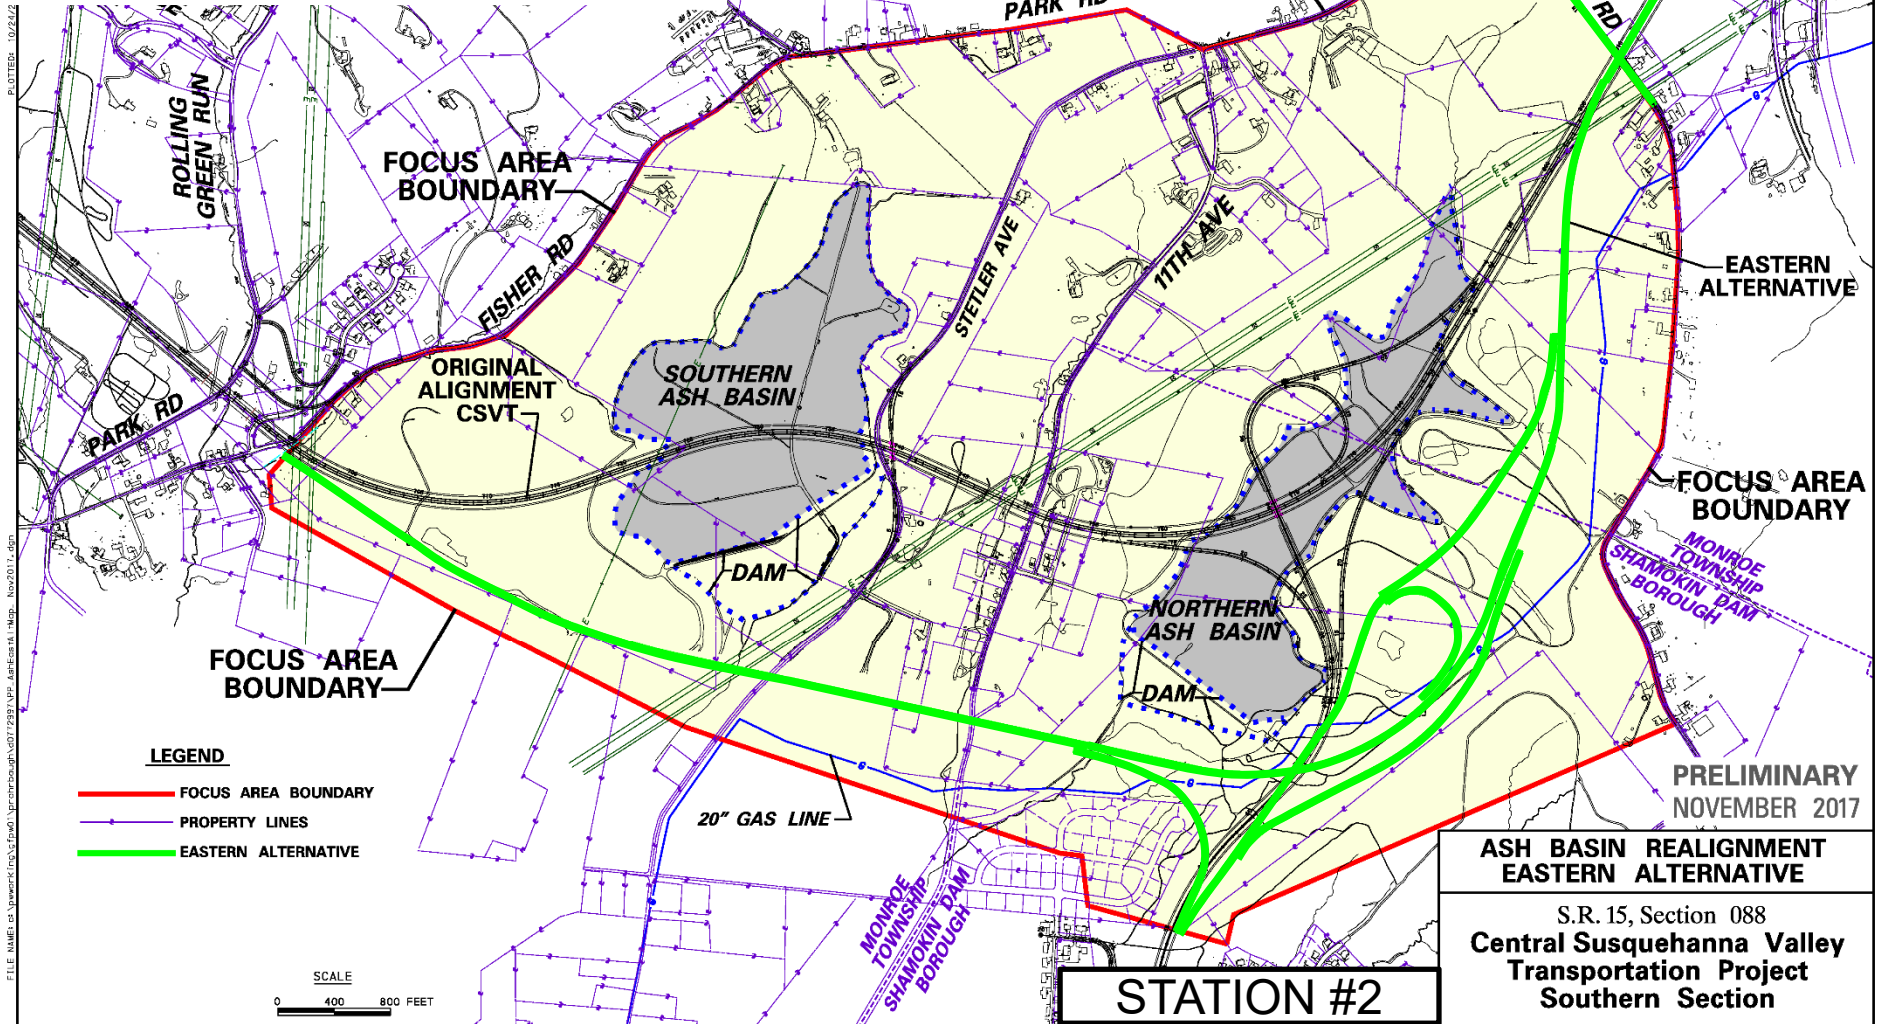 PLOTTED: 10/24/2
PARK RD
RD
ROLLING
GREEN RUN
FOCUS AREA
BOUNDARY
FISHER RD
STETLER AVE
11TH AVE
EASTERN
ALTERNATIVE
ORIGINAL
ALIGNMENT
CSVT
SOUTHERN
ASH BASIN
PARK RD
FOCUS AREA
BOUNDARY
MONROE
TOWNSHIP
SHAMOKIN DAM
BOROUGH
DAM
NORTHERN
ASH BASIN
FOCUS AREA
BOUNDARY
DAM
LEGEND
FOCUS AREA BOUNDARY
PROPERTY LINES
EASTERN ALTERNATIVE
20" GAS LINE
PRELIMINARY
NOVEMBER 2017
MONROE
TOWNSHIP
SHAMOKIN DAM
BOROUGH
SCALE
0 400 800 FEET
STATION #2
ASH BASIN REALIGNMENT
EASTERN ALTERNATIVE
S.R. 15, Section 088
Central Susquehanna Valley
Transportation Project
Southern Section